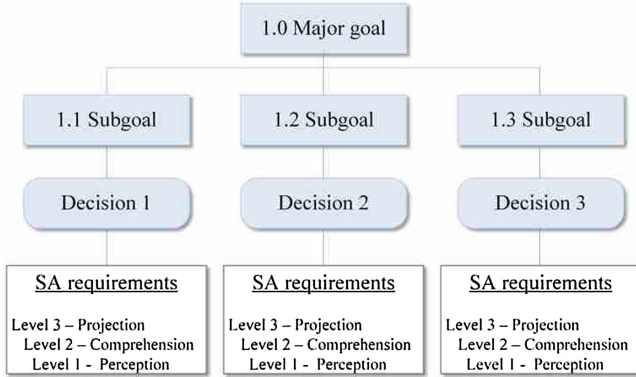 1.0 Major goal
1.1 Subgoal
1.2 Subgoal
1.3 Subgoal
Decision 1
Decision 2
Decision 3
SA requirements
Level 3 – Projection
Level 2 – Comprehension
Level 1 - Perception
SA requirements
Level 3 – Projection
Level 2 – Comprehension
Level 1 - Perception
SA requirements
Level 3 – Projection
Level 2 – Comprehension
Level 1 - Perception